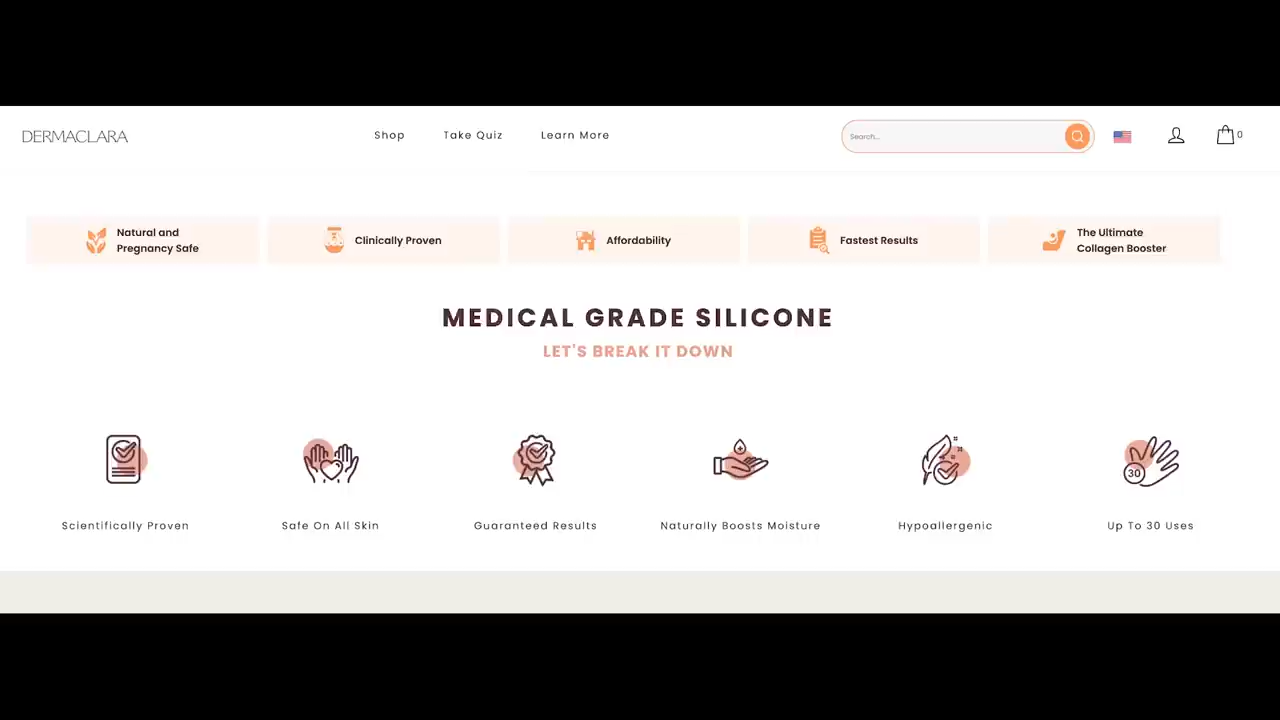 DERMACLARA
Shop
Take Quiz
Learn More
Search...
0
Natural and
Pregnancy Safe
Clinically Proven
Affordability
Fastest Results
The Ultimate
Collagen Booster
MEDICAL GRADE SILICONE
LET'S BREAK IT DOWN
30
Scientifically Proven
Safe On All Skin
Guaranteed Results
Naturally Boosts Moisture
Hypoallergenic
Up To 30 Uses